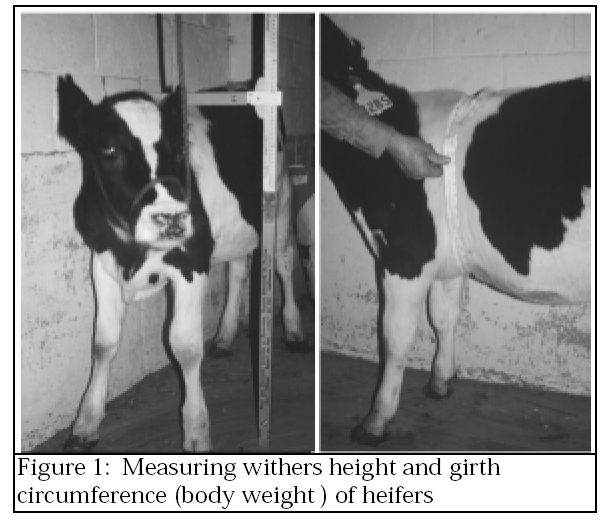 Figure 1: Measuring withers height and girth
circumference (body weight ) of heifers